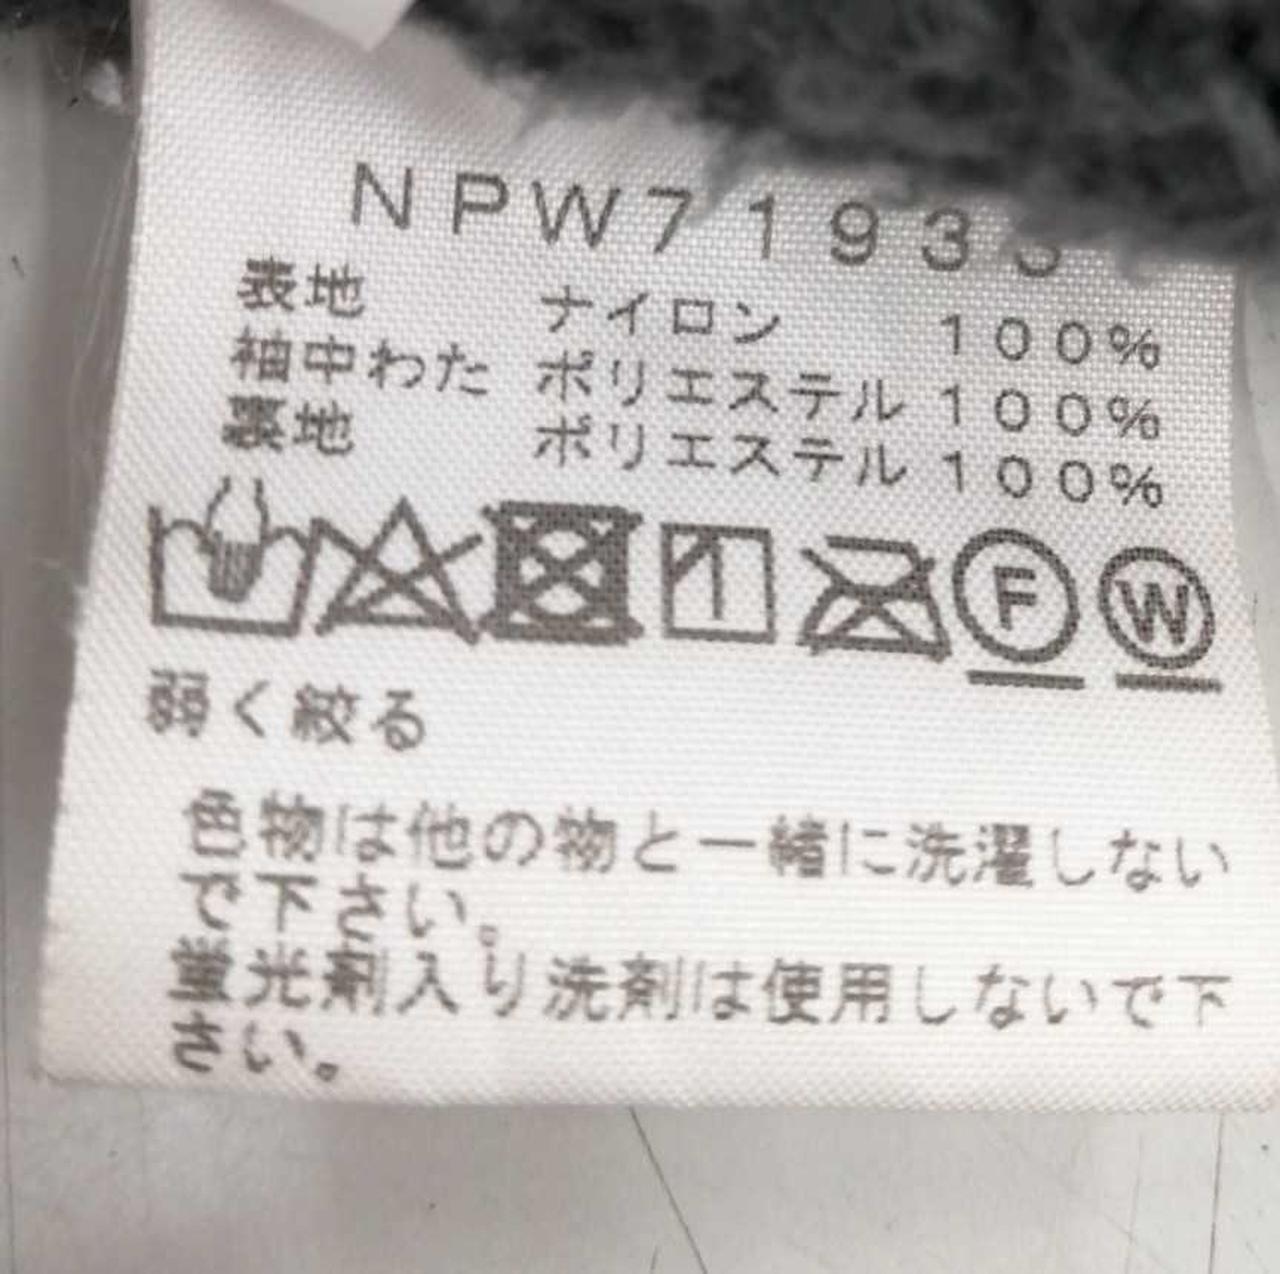 NPW7193
表地 ナイロン 100%
袖中わた ポリエステル 100%
裏地 ポリエステル 100%
F W
弱く絞る
色物は他の物と一緒に洗濯しない
で下さい。
蛍光剤入り洗剤は使用しないで下
さい。